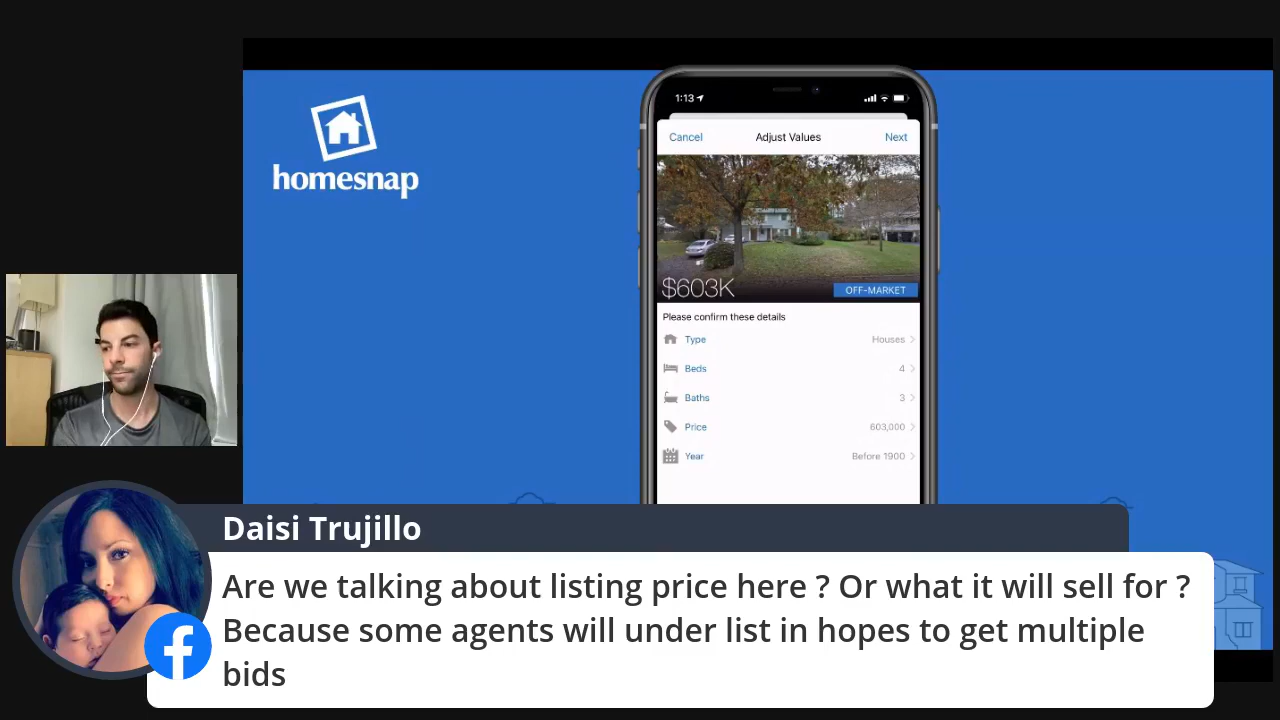 homesnap
1:13
Cancel Adjust Values Next
$603K OFF-MARKET
Please confirm these details
Type Houses
Beds 4
Baths 3
Price 603,000
Year Before 1900
Daisi Trujillo
Are we talking about listing price here ? Or what it will sell for ?
Because some agents will under list in hopes to get multiple
bids